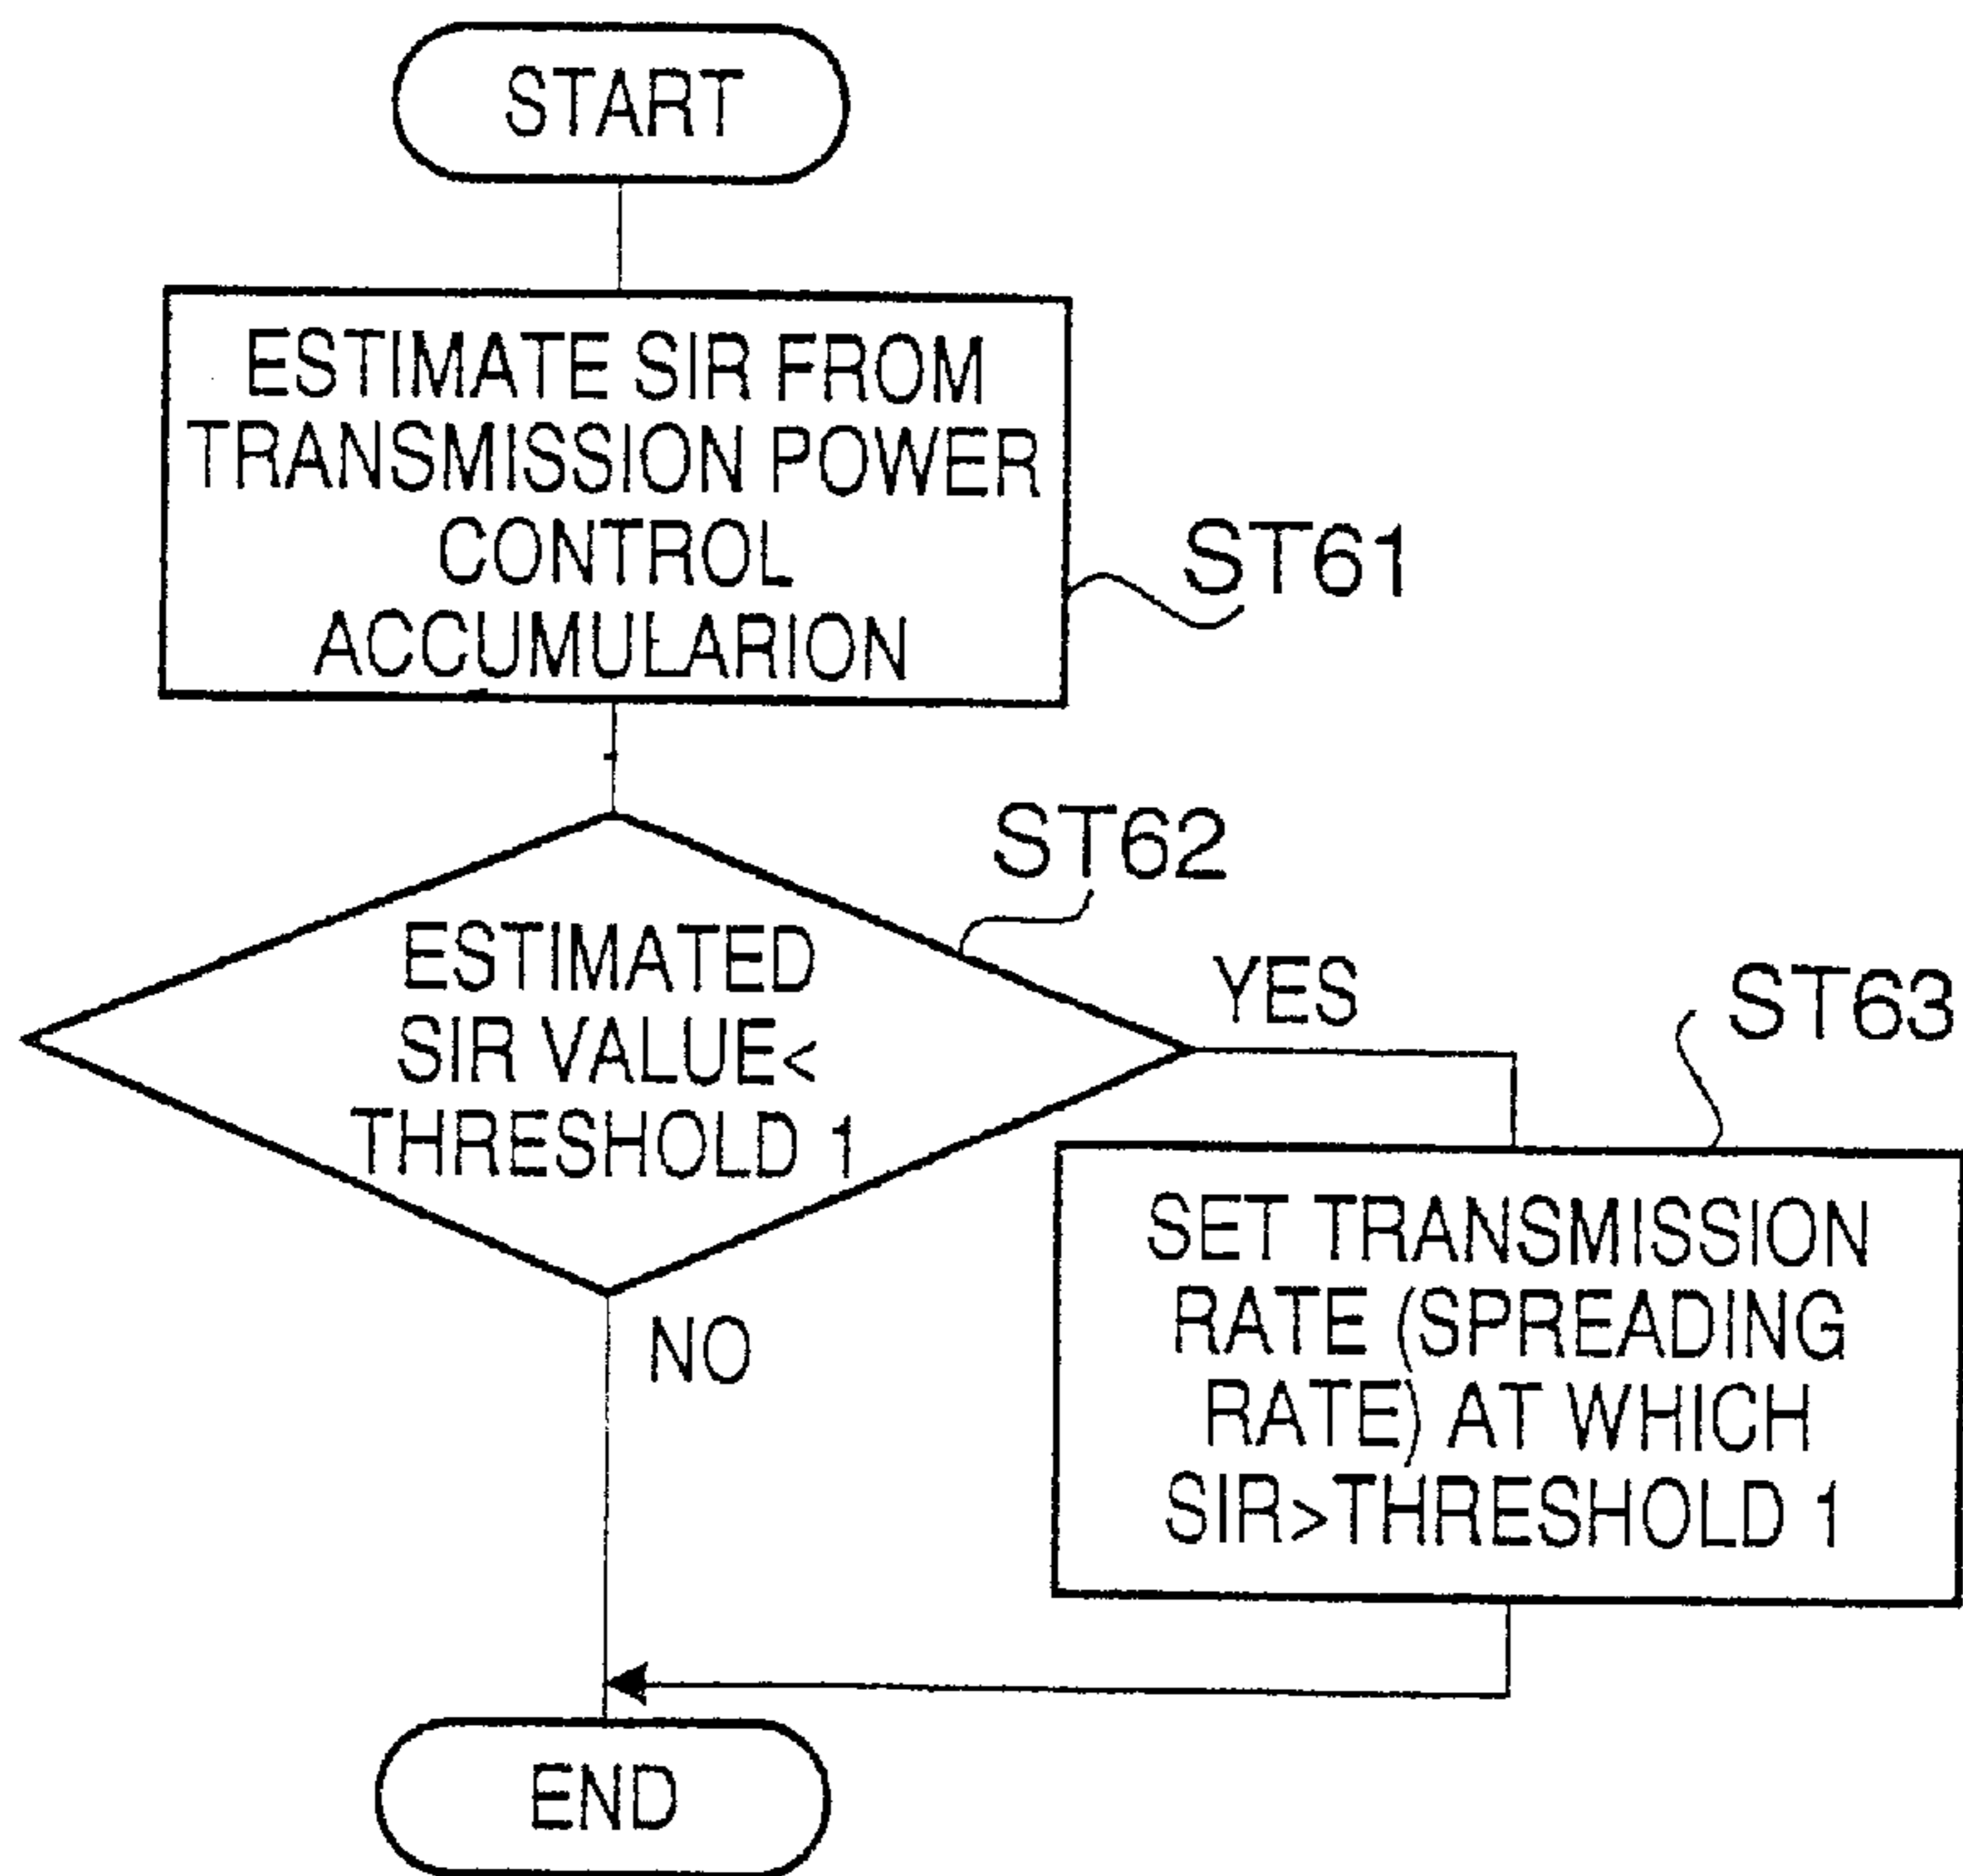 START
ESTIMATE SIR FROM
TRANSMISSION POWER
CONTROL
ACCUMULARION
ST61
ST62
ESTIMATED
SIR VALUE<
THRESHOLD 1
YES
ST63
NO
SET TRANSMISSION
RATE (SPREADING
RATE) AT WHICH
SIR>THRESHOLD 1
END